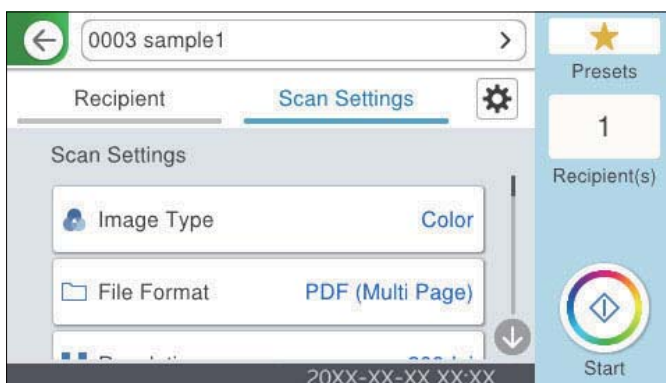 0003 sample1
Presets
Recipient
Scan Settings
1
Recipient(s)
Scan Settings
Image Type
Color
File Format
PDF (Multi Page)
20XX-XX-XX XX:XX
Start